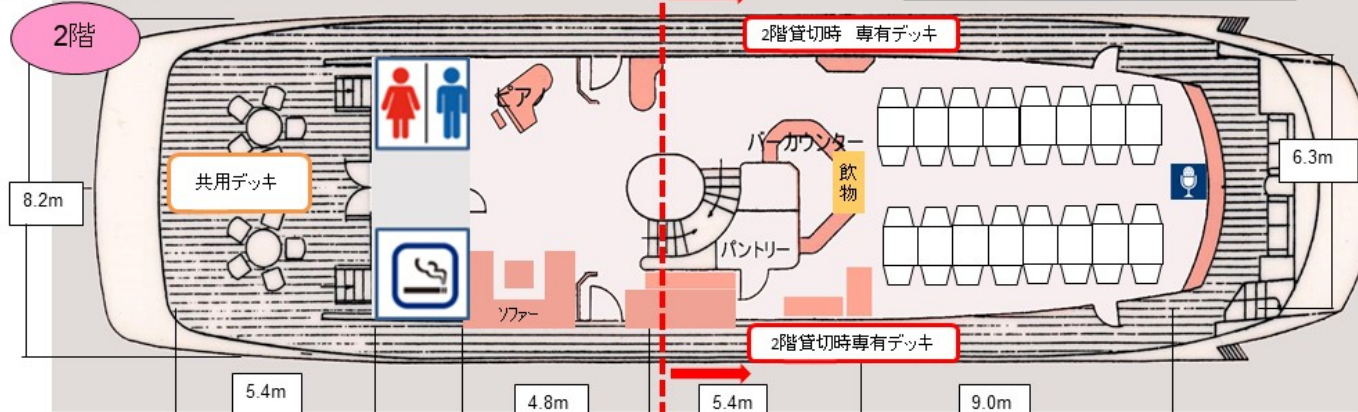 2階
2階貸切時 専有デッキ
ピア
バーカウンター
飲物
共用デッキ
6.3m
8.2m
パントリー
ソファー
2階貸切時専有デッキ
5.4m
4.8m
5.4m
9.0m